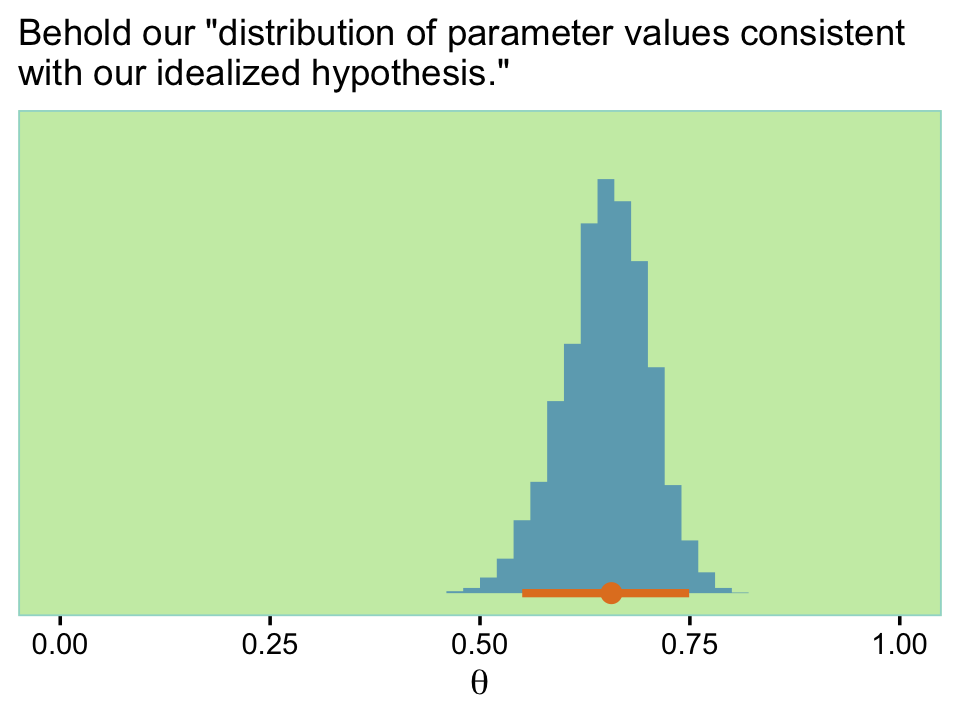 Behold our "distribution of parameter values consistent
with our idealized hypothesis."
0.00 0.25 0.50 0.75 1.00
θ